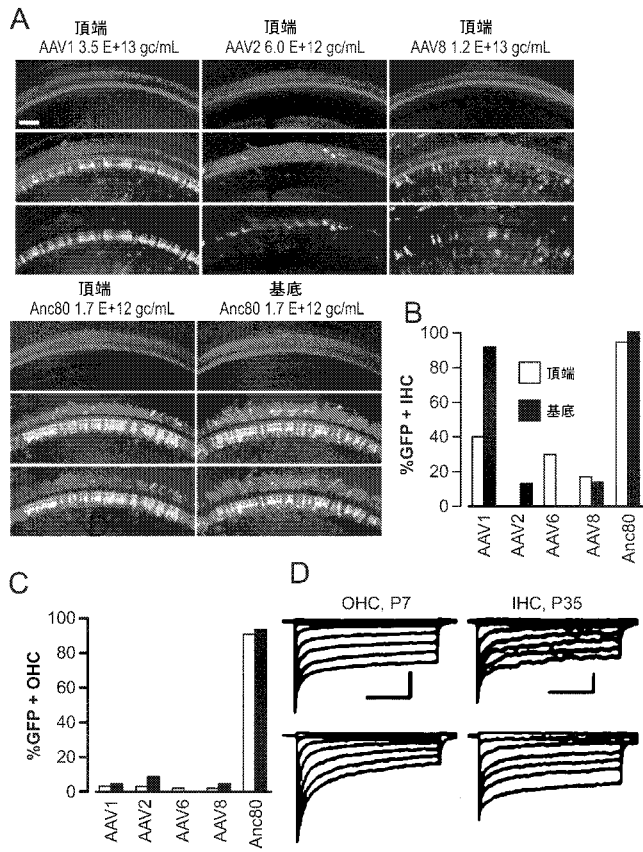 A
頂端
AAV1 3.5 E+13 gc/mL
頂端
AAV2 6.0 E+12 gc/mL
頂端
AAV8 1.2 E+13 gc/mL
頂端
Anc80 1.7 E+12 gc/mL
基底
Anc80 1.7 E+12 gc/mL
B
%GFP + IHC
100
80
60
40
20
0
頂端
基底
AAV1
AAV2
AAV6
AAV8
Anc80
C
%GFP + OHC
100
80
60
40
20
0
AAV1
AAV2
AAV6
AAV8
Anc80
D
OHC, P7
IHC, P35